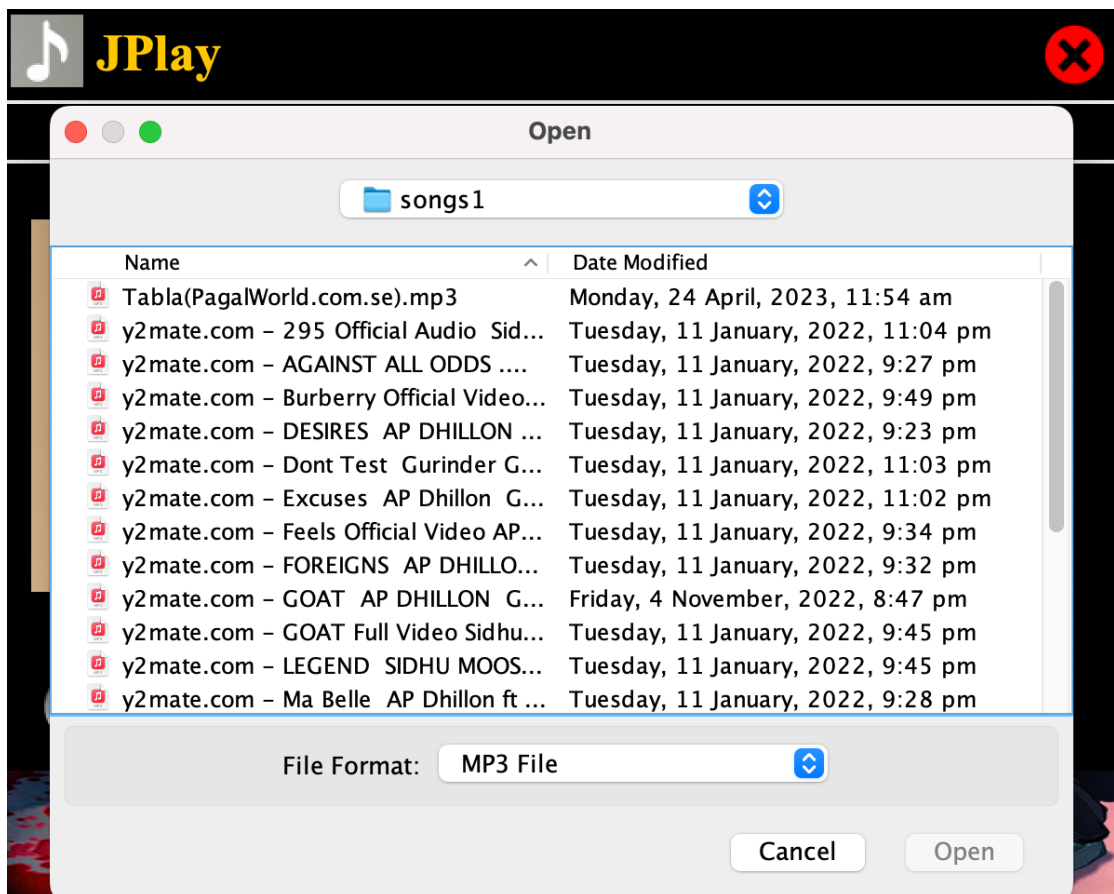 JPlay
Open
songs1
Name Date Modified
Tabla(PagalWorld.com.se).mp3 Monday, 24 April, 2023, 11:54 am
y2mate.com – 295 Official Audio  Sid... Tuesday, 11 January, 2022, 11:04 pm
y2mate.com – AGAINST ALL ODDS .... Tuesday, 11 January, 2022, 9:27 pm
y2mate.com – Burberry Official Video... Tuesday, 11 January, 2022, 9:49 pm
y2mate.com – DESIRES  AP DHILLON ... Tuesday, 11 January, 2022, 9:23 pm
y2mate.com – Dont Test  Gurinder G... Tuesday, 11 January, 2022, 11:03 pm
y2mate.com – Excuses  AP Dhillon  G... Tuesday, 11 January, 2022, 11:02 pm
y2mate.com – Feels Official Video AP... Tuesday, 11 January, 2022, 9:34 pm
y2mate.com – FOREIGNS  AP DHILLO... Tuesday, 11 January, 2022, 9:32 pm
y2mate.com – GOAT  AP DHILLON  G... Friday, 4 November, 2022, 8:47 pm
y2mate.com – GOAT Full Video Sidhu... Tuesday, 11 January, 2022, 9:45 pm
y2mate.com – LEGEND  SIDHU MOOS... Tuesday, 11 January, 2022, 9:45 pm
y2mate.com – Ma Belle  AP Dhillon ft ... Tuesday, 11 January, 2022, 9:28 pm
File Format: MP3 File
Cancel Open